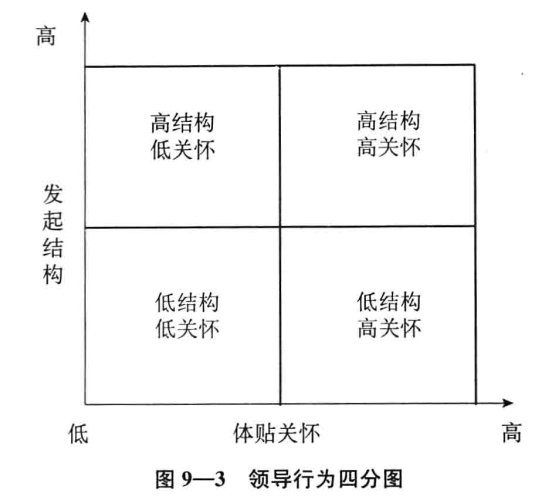 高
高结构
低关怀
高结构
高关怀
发起结构
低结构
低关怀
低结构
高关怀
低
体贴关怀
高
图 9—3 领导行为四分图